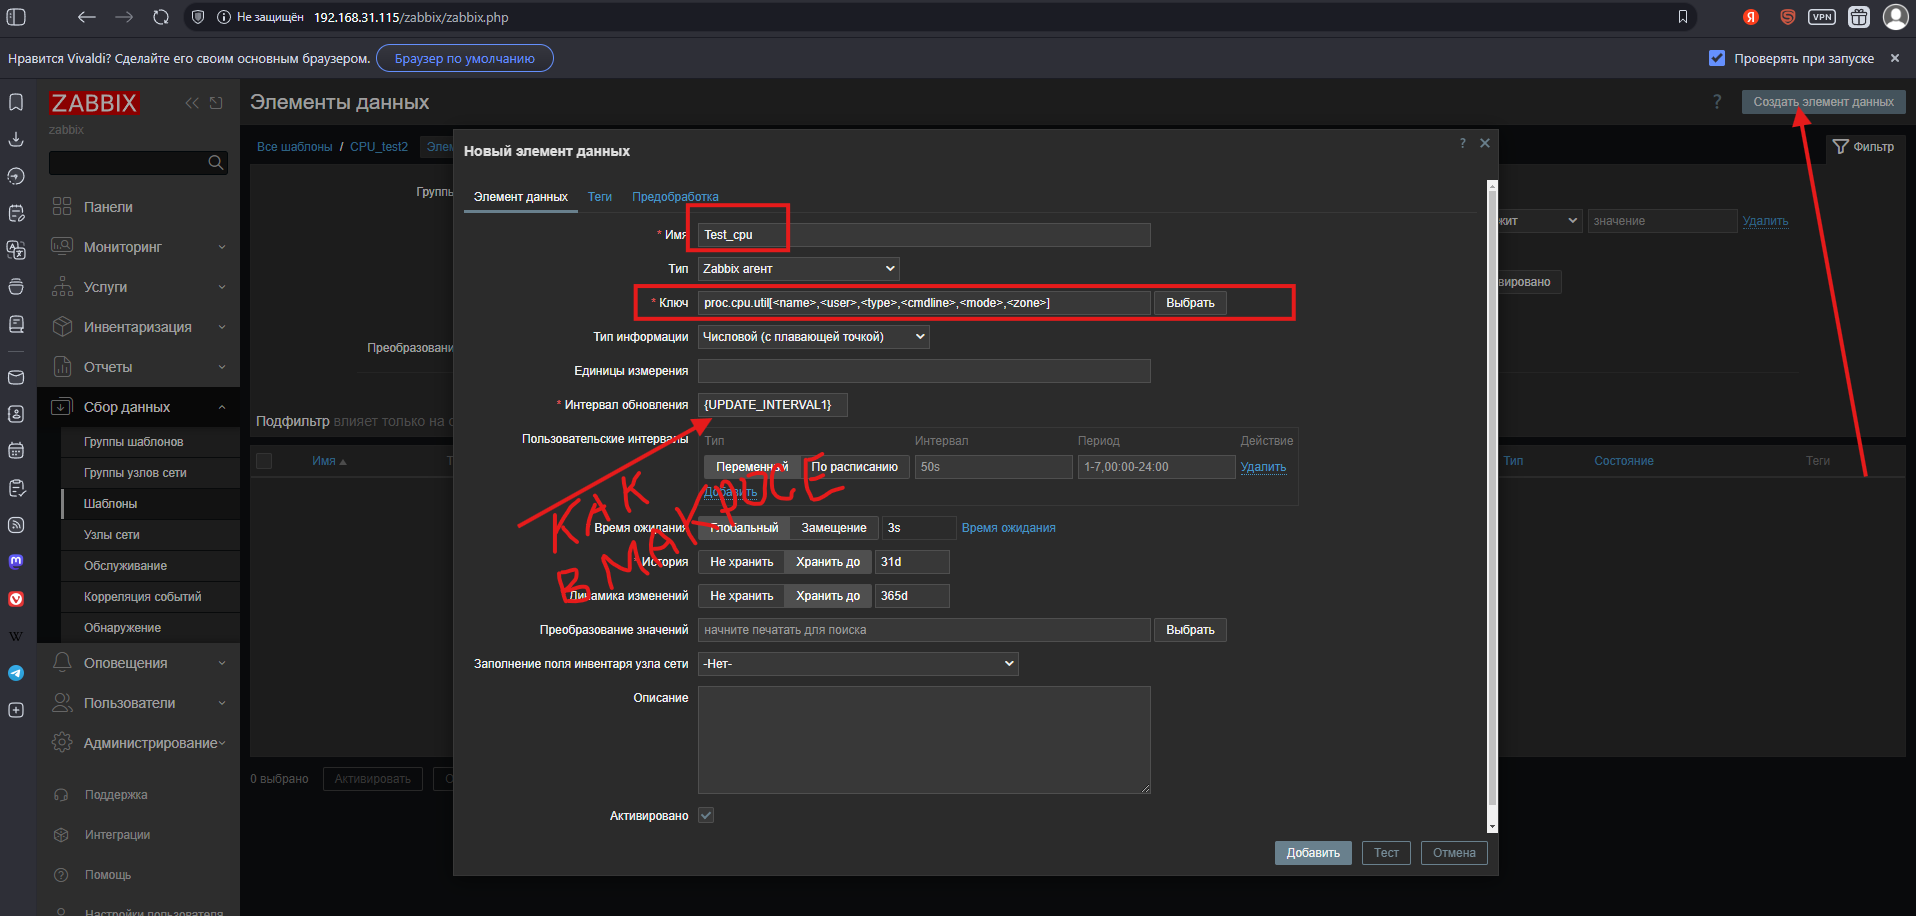 Не защищён 192.168.31.115/zabbix/zabbix.php
Я
VPN
Нравится Vivaldi? Сделайте его своим основным браузером. Браузер по умолчанию
Проверять при запуске
ZABBIX
zabbix
Панели
Мониторинг
Услуги
Инвентаризация
Отчеты
Сбор данных
Группы шаблонов
Группы узлов сети
Шаблоны
Узлы сети
Обслуживание
Корреляция событий
Обнаружение
Оповещения
Пользователи
Администрирование
Поддержка
Интеграции
Помощь
Настройки пользователя
Элементы данных
? Создать элемент данных
Все шаблоны / CPU_test2 Элем
Фильтр
Группы
жит значение Удалить
вировано
Преобразовани
Подфильтр влияет только на о
Имя Т
Тип Состояние Теги
0 выбрано Активировать О
Новый элемент данных ?
Элемент данных Теги Предобработка
* Имя Test_cpu
Тип Zabbix агент
* Ключ proc.cpu.util[<name>,<user>,<type>,<cmdline>,<mode>,<zone>] Выбрать
Тип информации Числовой (с плавающей точкой)
Единицы измерения
* Интервал обновления {UPDATE_INTERVAL1}
Пользовательские интервалы Тип Интервал Период Действие
Переменный По расписанию 50s 1-7,00:00-24:00 Удалить
Добавить
КАК
В МАКРОСЕ
Время ожидания Глобальный Замещение 3s Время ожидания
* История Не хранить Хранить до 31d
Динамика изменений Не хранить Хранить до 365d
Преобразование значений начните печатать для поиска Выбрать
Заполнение поля инвентаря узла сети -Нет-
Описание
Активировано
Добавить Тест Отмена
W